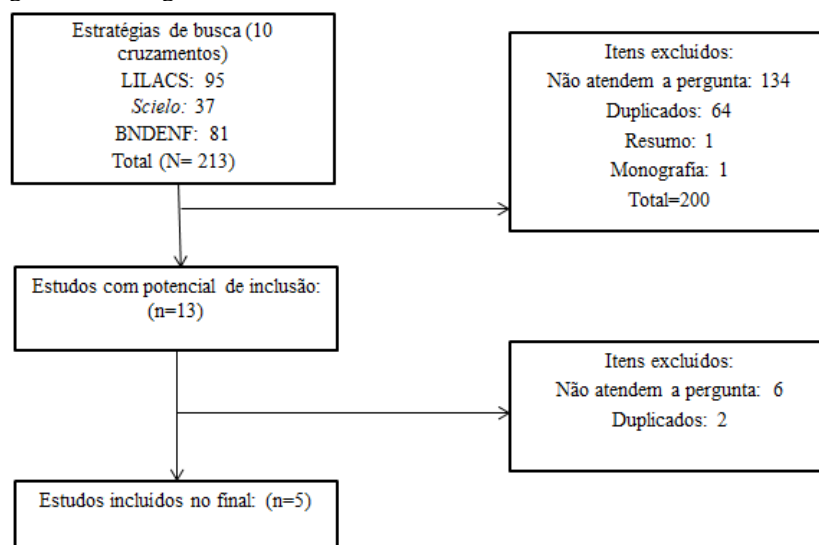 Estratégias de busca (10
cruzamentos)
LILACS: 95
Scielo: 37
BNDENF: 81
Total (N= 213)
Itens excluídos:
Não atendem a pergunta: 134
Duplicados: 64
Resumo: 1
Monografia: 1
Total=200
Estudos com potencial de inclusão:
(n=13)
Itens excluídos:
Não atendem a pergunta: 6
Duplicados: 2
Estudos incluidos no final: (n=5)